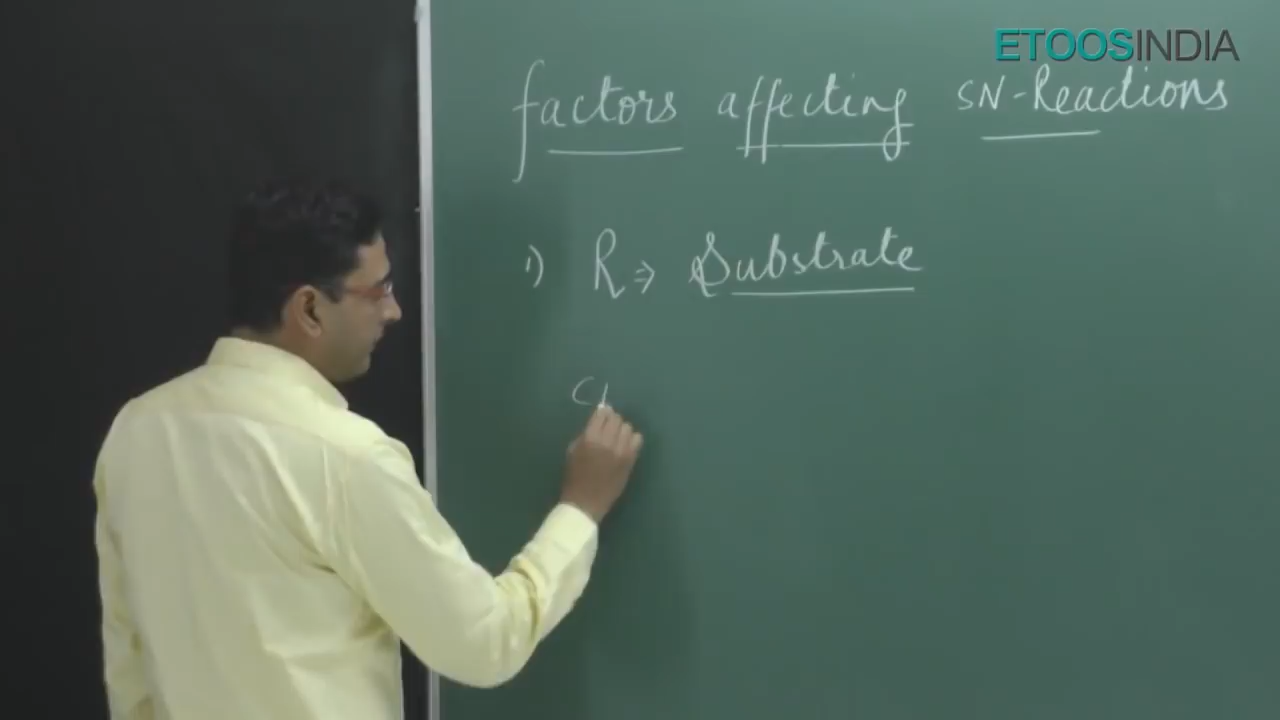 ETOOSINDIA
factors affecting SN-Reactions
1) R ⇒ Substrate